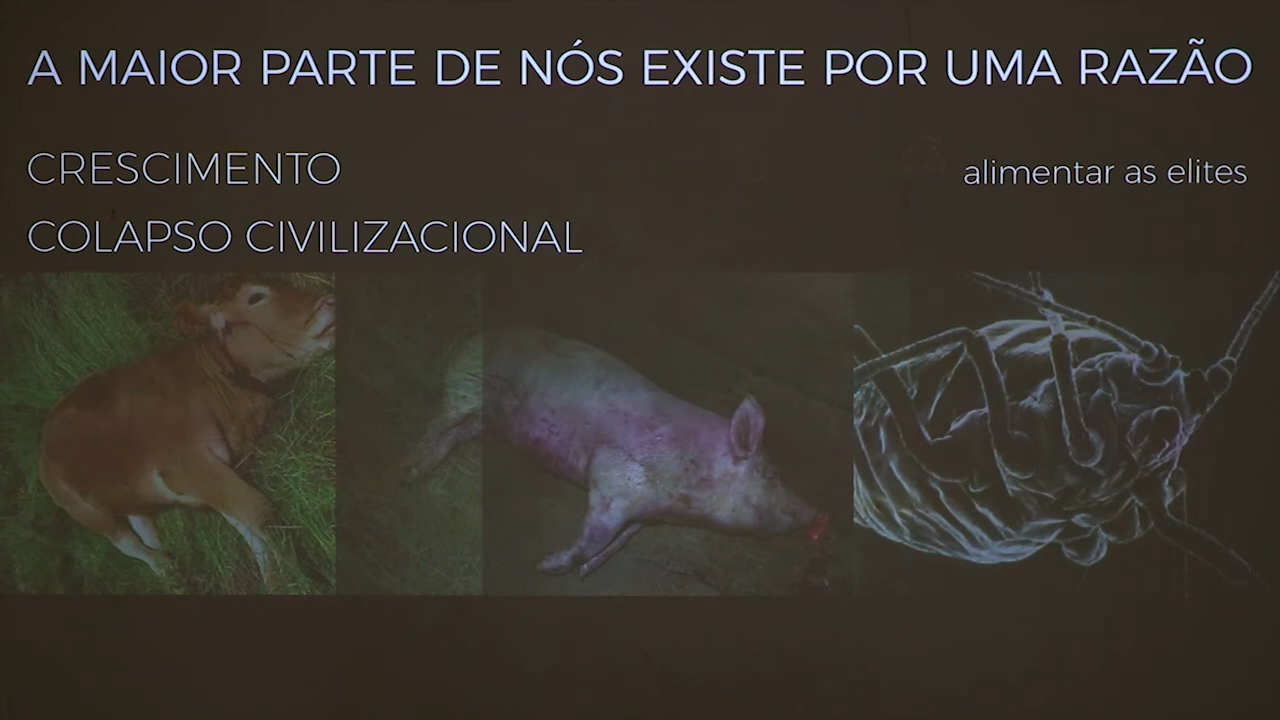 A MAIOR PARTE DE NÓS EXISTE POR UMA RAZÃO
CRESCIMENTO
alimentar as elites
COLAPSO CIVILIZACIONAL